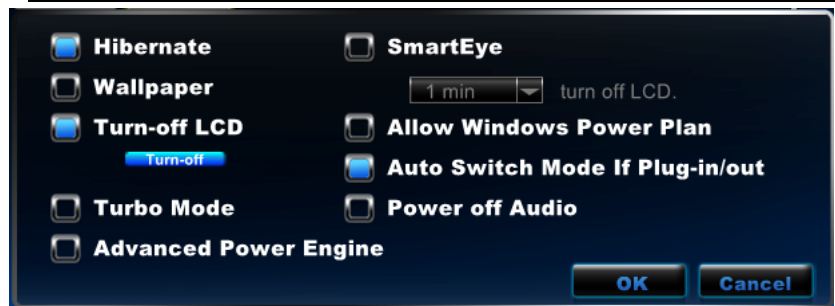 Hibernate
SmartEye
Wallpaper
1 min turn off LCD.
Turn-off LCD
Allow Windows Power Plan
Turn-off
Auto Switch Mode If Plug-in/out
Turbo Mode
Power off Audio
Advanced Power Engine
OK
Cancel